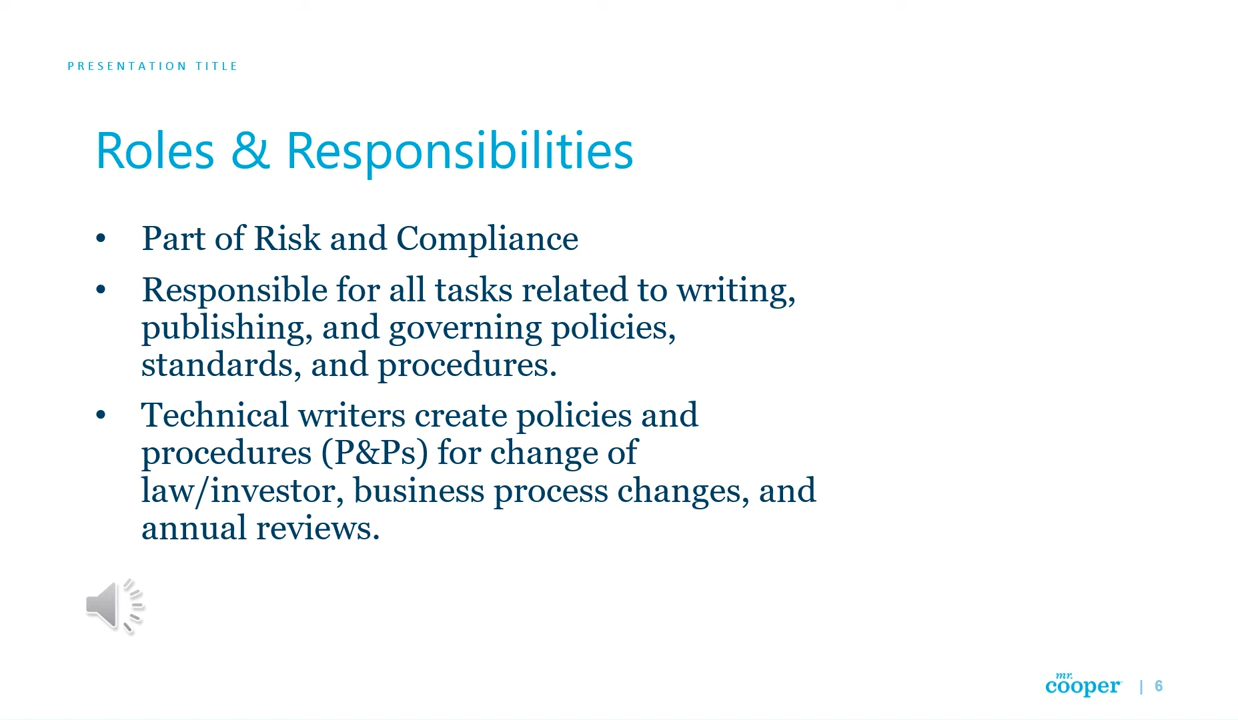 PRESENTATION TITLE
Roles & Responsibilities
• Part of Risk and Compliance
• Responsible for all tasks related to writing,
publishing, and governing policies,
standards, and procedures.
• Technical writers create policies and
procedures (P&Ps) for change of
law/investor, business process changes, and
annual reviews.
mr.
cooper | 6